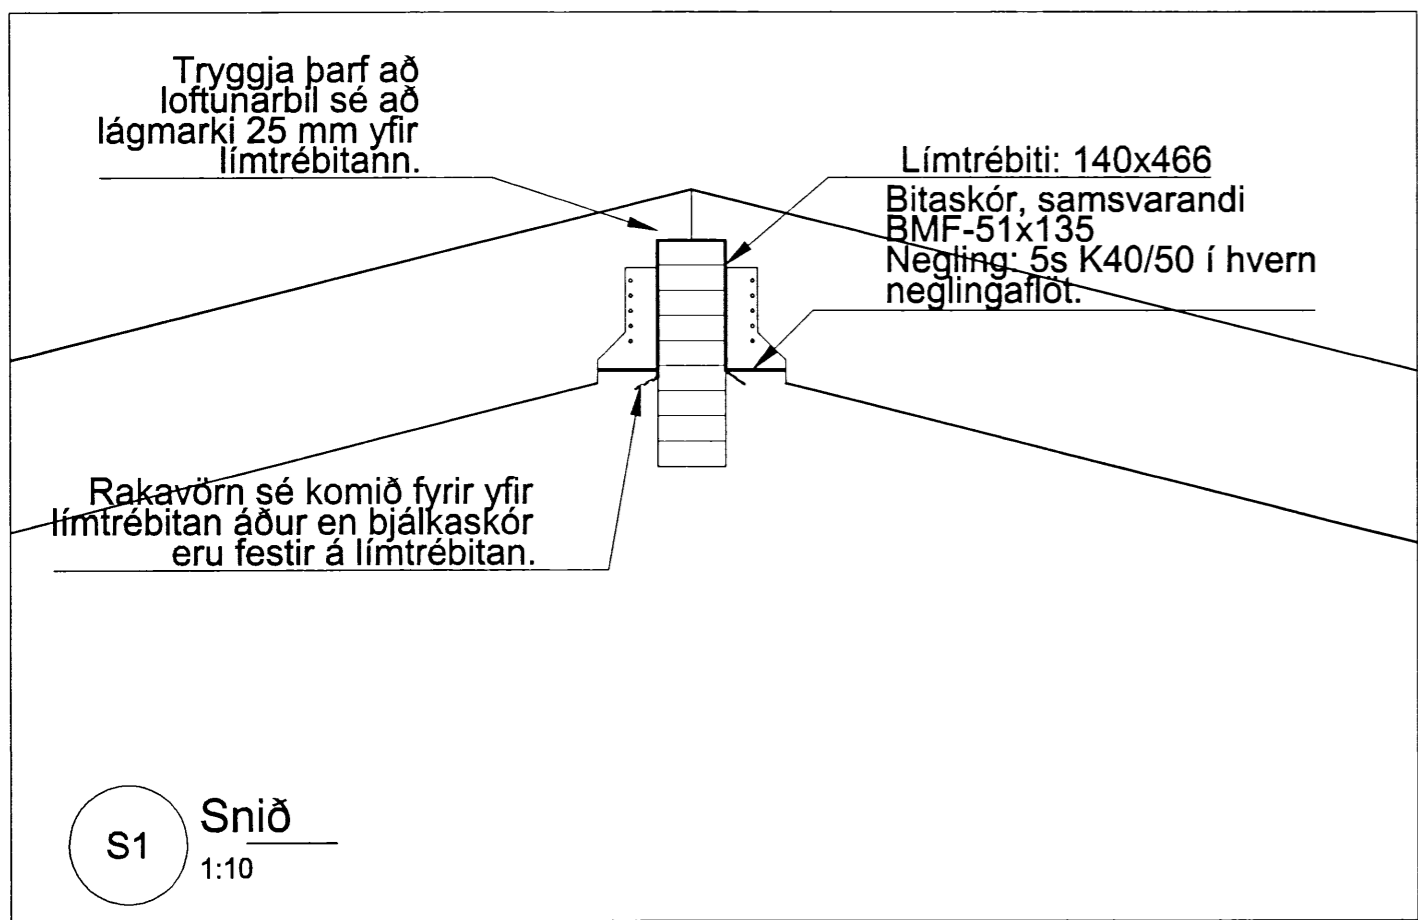 Tryggja þarf að
loftunarbil sé að
lágmarki 25 mm yfir
límtrébitann.
Límtrébiti: 140x466
Bitaskór, samsvarandi
BMF-51x135
Negling: 5s K40/50 í hvern
neglingaflöt.
Rakavörn sé komið fyrir yfir
límtrébitan áður en bjálkaskór
eru festir á límtrébitan.
S1
Snið
1:10